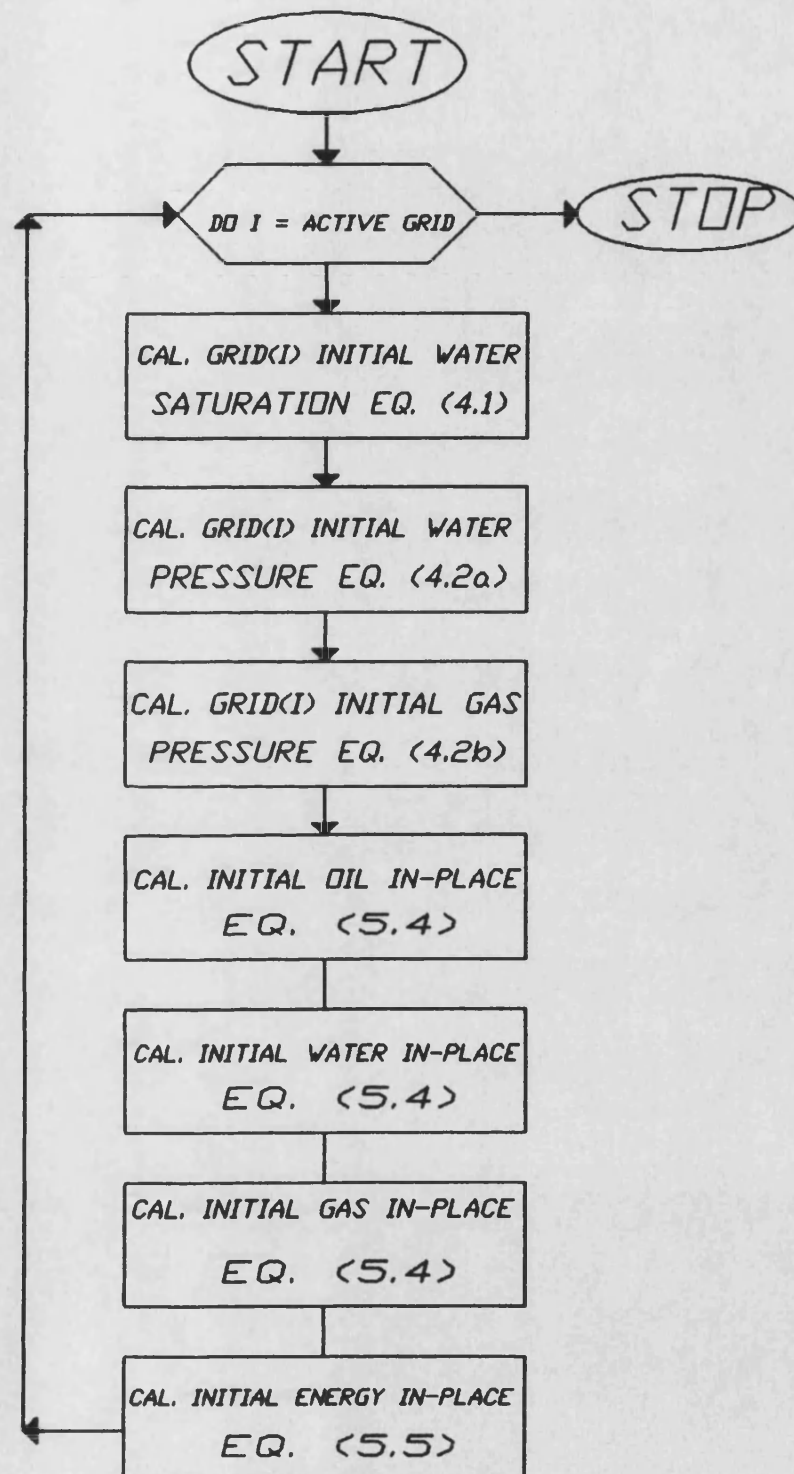 START
DO I = ACTIVE GRID
STOP
CAL. GRID(I) INITIAL WATER
SATURATION EQ. (4.1)
CAL. GRID(I) INITIAL WATER
PRESSURE EQ. (4.2a)
CAL. GRID(I) INITIAL GAS
PRESSURE EQ. (4.2b)
CAL. INITIAL OIL IN-PLACE
EQ. (5.4)
CAL. INITIAL WATER IN-PLACE
EQ. (5.4)
CAL. INITIAL GAS IN-PLACE
EQ. (5.4)
CAL. INITIAL ENERGY IN-PLACE
EQ. (5.5)